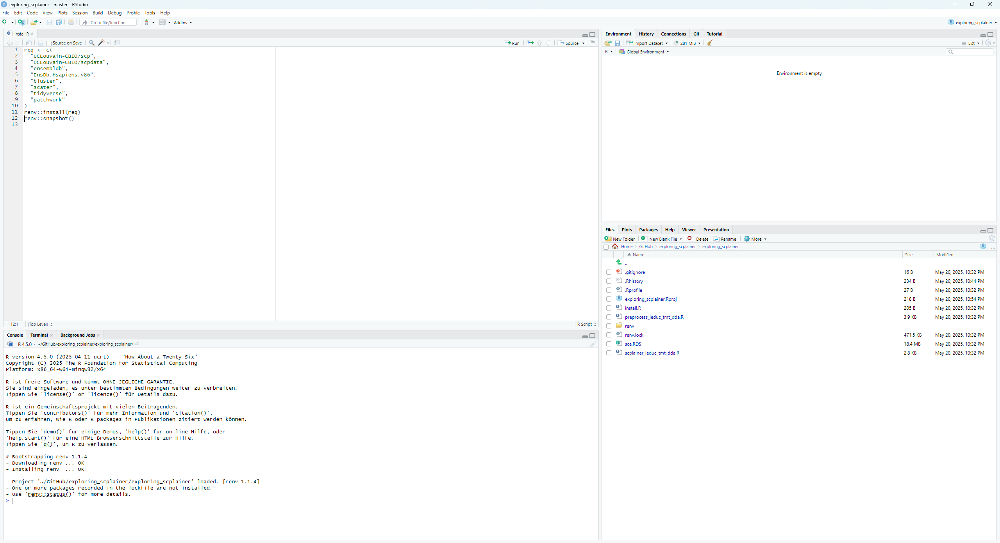 exploring_scplainer - master - RStudio
File Edit Code View Plots Session Build Debug Profile Tools Help
Go to file/function Addins exploring_scplainer
install.R
Source on Save Run Source
1 req <- c(
2 "UCLouvain-CBIO/scp",
3 "UCLouvain-CBIO/scpdata",
4 "ensembldb",
5 "EnsDb.Hsapiens.v86",
6 "bluster",
7 "scater",
8 "tidyverse",
9 "patchwork"
10 )
11 renv::install(req)
12 renv::snapshot()
13
12:1 (Top Level) R Script
Console Terminal Background Jobs
R 4.5.0 · ~/GitHub/exploring_scplainer/exploring_scplainer/
R version 4.5.0 (2025-04-11 ucrt) -- "How About a Twenty-Six"
Copyright (C) 2025 The R Foundation for Statistical Computing
Platform: x86_64-w64-mingw32/x64
R ist freie Software und kommt OHNE JEGLICHE GARANTIE.
Sie sind eingeladen, es unter bestimmten Bedingungen weiter zu verbreiten.
Tippen Sie 'license()' or 'licence()' für Details dazu.
R ist ein Gemeinschaftsprojekt mit vielen Beitragenden.
Tippen Sie 'contributors()' für mehr Information und 'citation()',
um zu erfahren, wie R oder R packages in Publikationen zitiert werden können.
Tippen Sie 'demo()' für einige Demos, 'help()' für on-line Hilfe, oder
'help.start()' für eine HTML Browserschnittstelle zur Hilfe.
Tippen Sie 'q()', um R zu verlassen.
# Bootstrapping renv 1.1.4 ---------------------------------------------------
- Downloading renv ... OK
- Installing renv  ... OK
- Project '~/GitHub/exploring_scplainer/exploring_scplainer' loaded. [renv 1.1.4]
- One or more packages recorded in the lockfile are not installed.
- Use `renv::status()` for more details.
>
Environment History Connections Git Tutorial
Import Dataset 281 MiB List
R Global Environment
Environment is empty
Files Plots Packages Help Viewer Presentation
New Folder New Blank File Delete Rename More
Home GitHub exploring_scplainer exploring_scplainer ...
Name Size Modified
..
.gitignore 16 B May 20, 2025, 10:32 PM
.Rhistory 234 B May 20, 2025, 10:44 PM
.Rprofile 27 B May 20, 2025, 10:32 PM
exploring_scplainer.Rproj 218 B May 20, 2025, 10:54 PM
install.R 205 B May 20, 2025, 10:32 PM
preprocess_leduc_tmt_dda.R 3.9 KB May 20, 2025, 10:32 PM
renv
renv.lock 471.5 KB May 20, 2025, 10:32 PM
sce.RDS 18.4 MB May 20, 2025, 10:32 PM
scplainer_leduc_tmt_dda.R 2.8 KB May 20, 2025, 10:32 PM